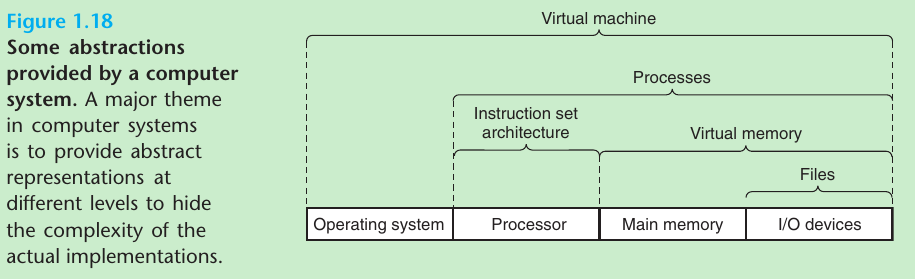 Figure 1.18
Some abstractions
provided by a computer
system. A major theme
in computer systems
is to provide abstract
representations at
different levels to hide
the complexity of the
actual implementations.
Virtual machine
Processes
Instruction set
architecture
Virtual memory
Files
Operating system
Processor
Main memory
I/O devices